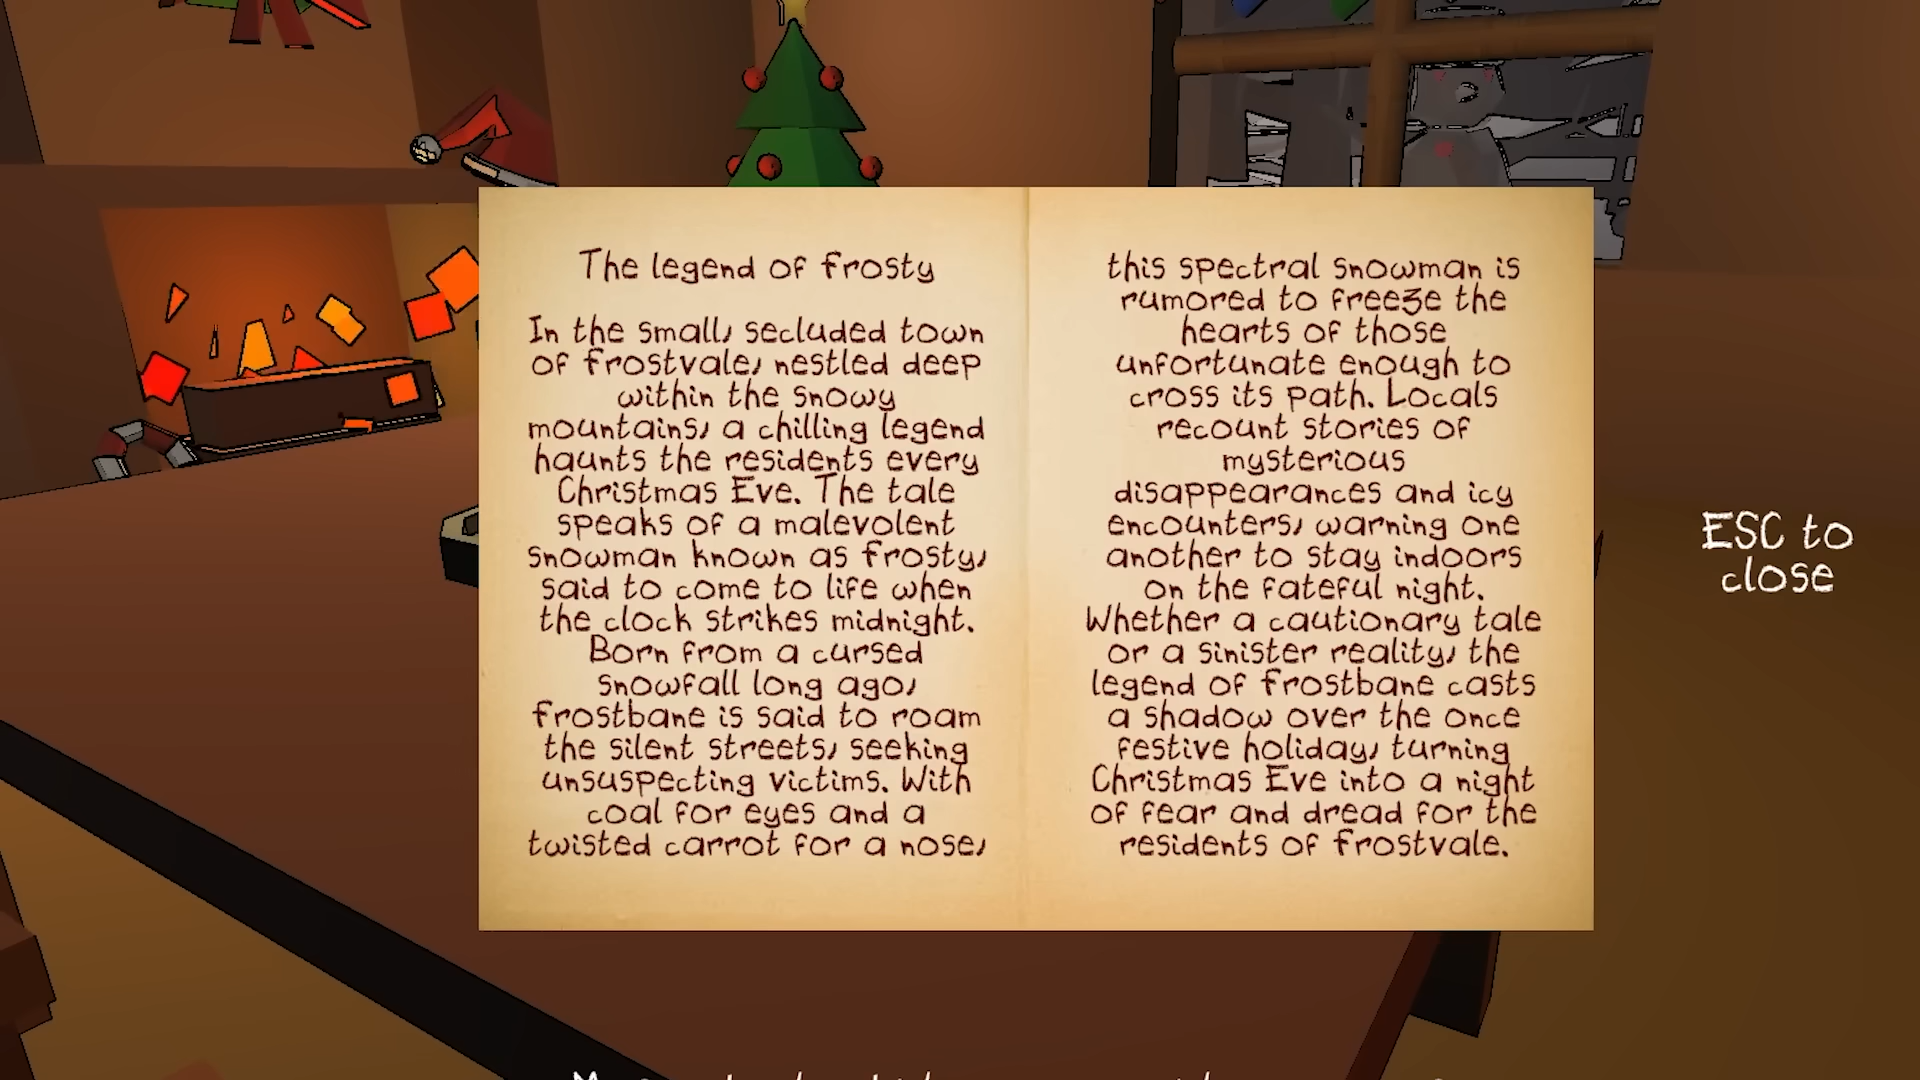 The legend of frosty
In the small, secluded town
of frostvale, nestled deep
within the snowy
mountains, a chilling legend
haunts the residents every
Christmas Eve. The tale
speaks of a malevolent
snowman known as frosty,
said to come to life when
the clock strikes midnight.
Born from a cursed
snowfall long ago,
frostbane is said to roam
the silent streets, seeking
unsuspecting victims. With
coal for eyes and a
twisted carrot for a nose,
this spectral snowman is
rumored to freeze the
hearts of those
unfortunate enough to
cross its path. Locals
recount stories of
mysterious
disappearances and icy
encounters, warning one
another to stay indoors
on the fateful night.
Whether a cautionary tale
or a sinister reality, the
legend of frostbane casts
a shadow over the once
festive holiday, turning
Christmas Eve into a night
of fear and dread for the
residents of frostvale.
ESC to
close